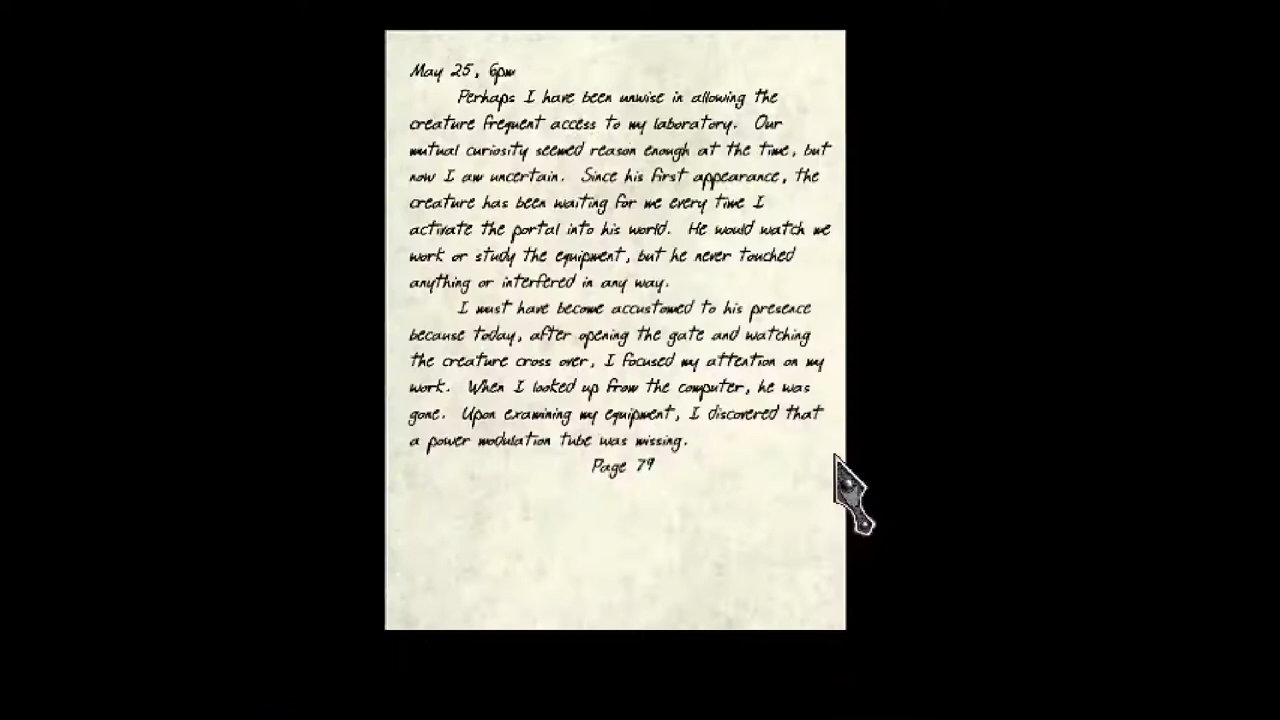 May 25, 6pm
Perhaps I have been unwise in allowing the
creature frequent access to my laboratory. Our
mutual curiosity seemed reason enough at the time, but
now I am uncertain. Since his first appearance, the
creature has been waiting for me every time I
activate the portal into his world. He would watch me
work or study the equipment, but he never touched
anything or interfered in any way.
I must have become accustomed to his presence
because today, after opening the gate and watching
the creature cross over, I focused my attention on my
work. When I looked up from the computer, he was
gone. Upon examining my equipment, I discovered that
a power modulation tube was missing.
Page 79